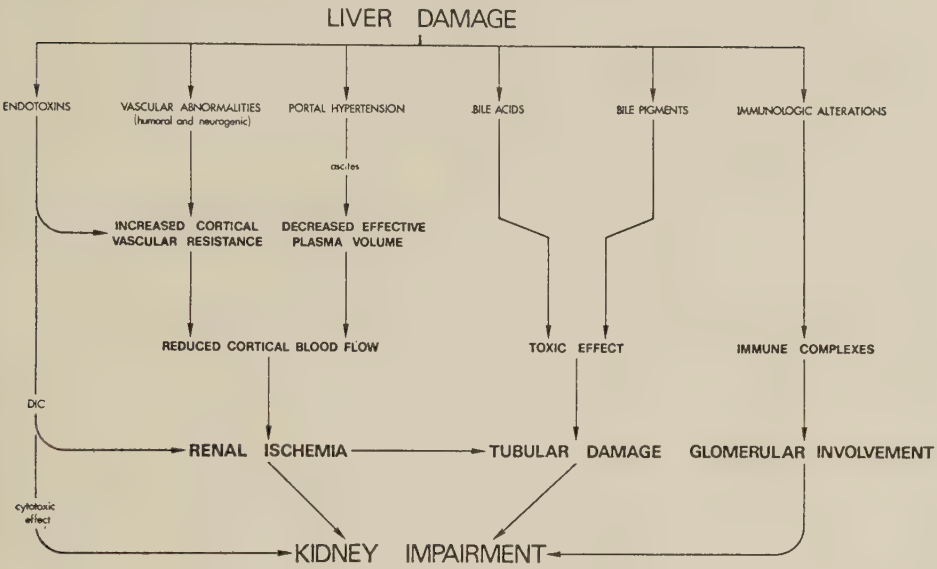 LIVER DAMAGE
ENDOTOXINS
VASCULAR ABNORMALITIES
(humoral and neurogenic)
PORTAL HYPERTENSION
BILE ACIDS
BILE PIGMENTS
IMMUNOLOGIC ALTERATIONS
ascites
INCREASED CORTICAL
VASCULAR RESISTANCE
DECREASED EFFECTIVE
PLASMA VOLUME
REDUCED CORTICAL BLOOD FLOW
TOXIC EFFECT
IMMUNE COMPLEXES
DIC
RENAL ISCHEMIA
TUBULAR DAMAGE
GLOMERULAR INVOLVEMENT
cytotoxic
effect
KIDNEY IMPAIRMENT